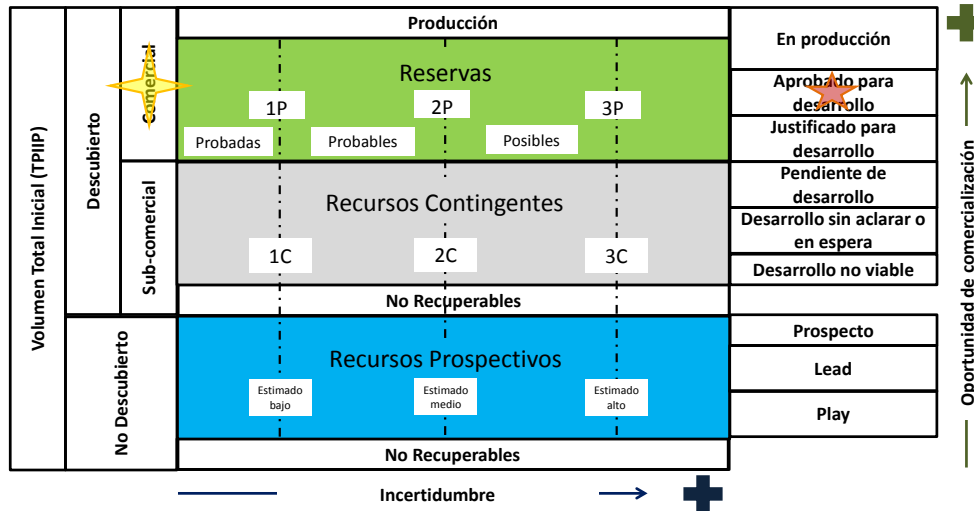 Volumen Total Inicial (TPIIP)
Descubierto
No Descubierto
Comercial
Sub-comercial
Producción
Reservas
1P
2P
3P
Probadas
Probables
Posibles
Recursos Contingentes
1C
2C
3C
No Recuperables
Recursos Prospectivos
Estimado
bajo
Estimado
medio
Estimado
alto
No Recuperables
Incertidumbre
En producción
Aprobado para
desarrollo
Justificado para
desarrollo
Pendiente de
desarrollo
Desarrollo sin aclarar o
en espera
Desarrollo no viable
Prospecto
Lead
Play
Oportunidad de comercialización